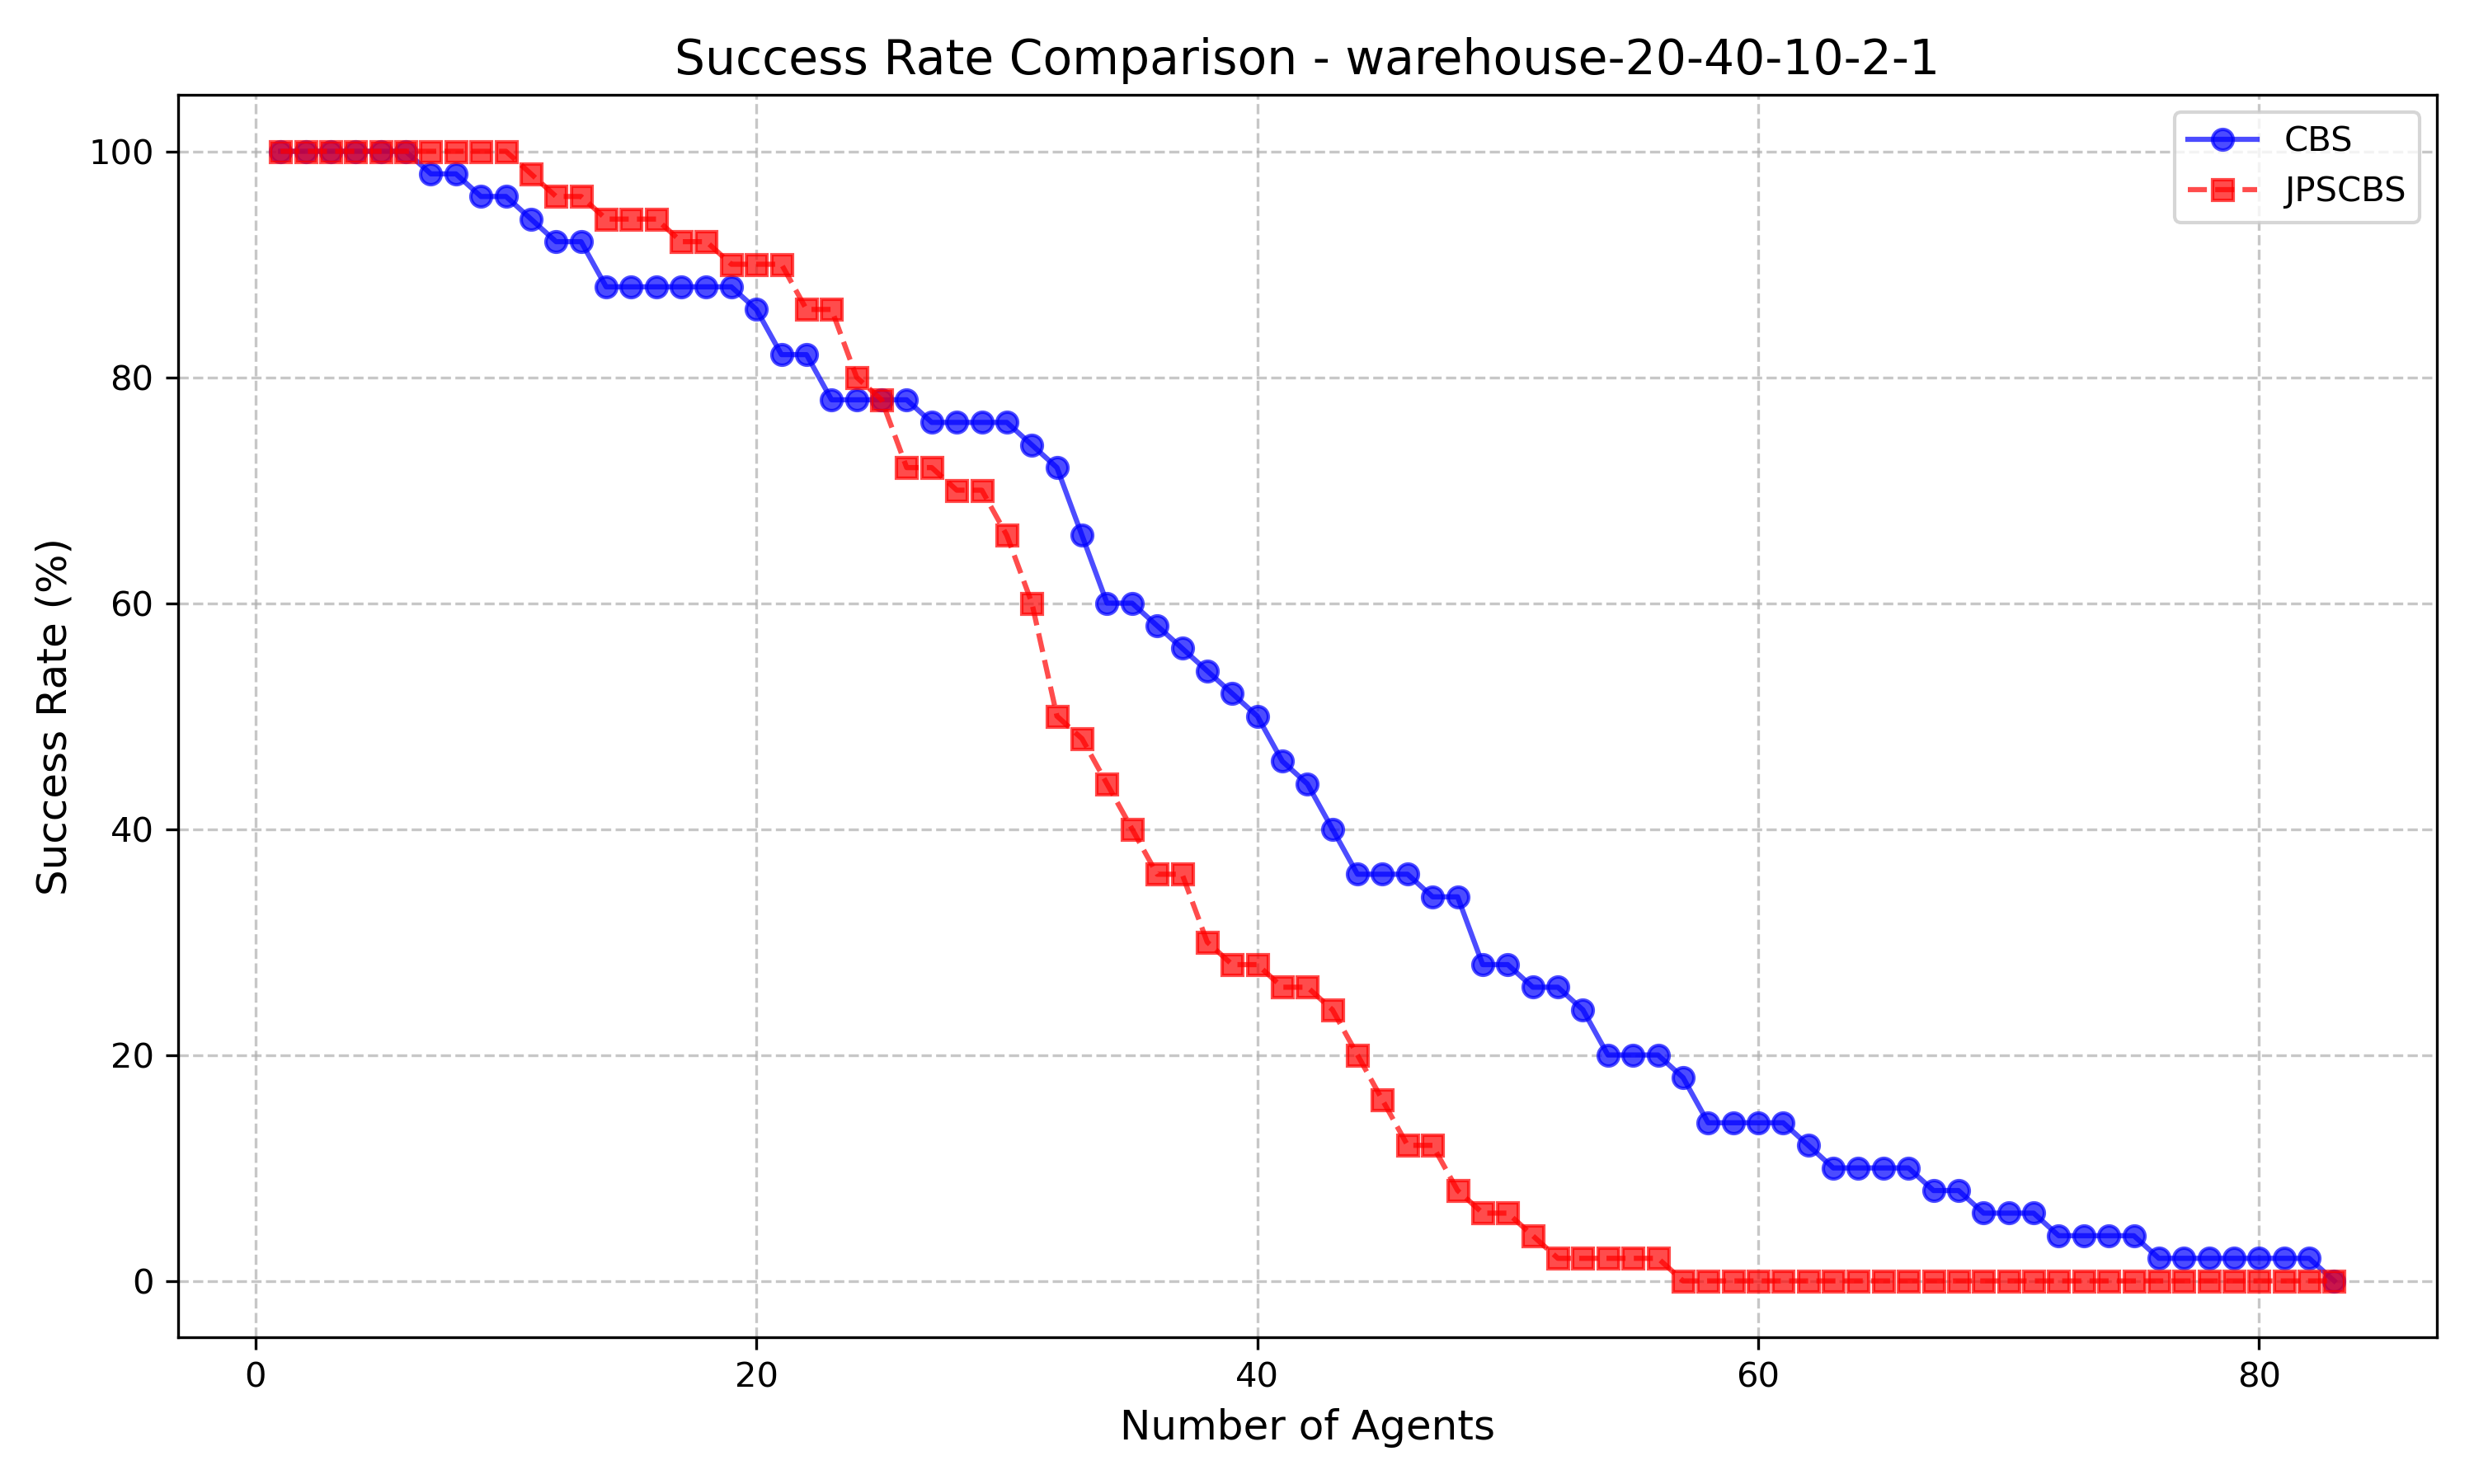 Success Rate Comparison - warehouse-20-40-10-2-1
CBS
JPSCBS
Success Rate (%)
100
80
60
40
20
0
0 20 40 60 80
Number of Agents